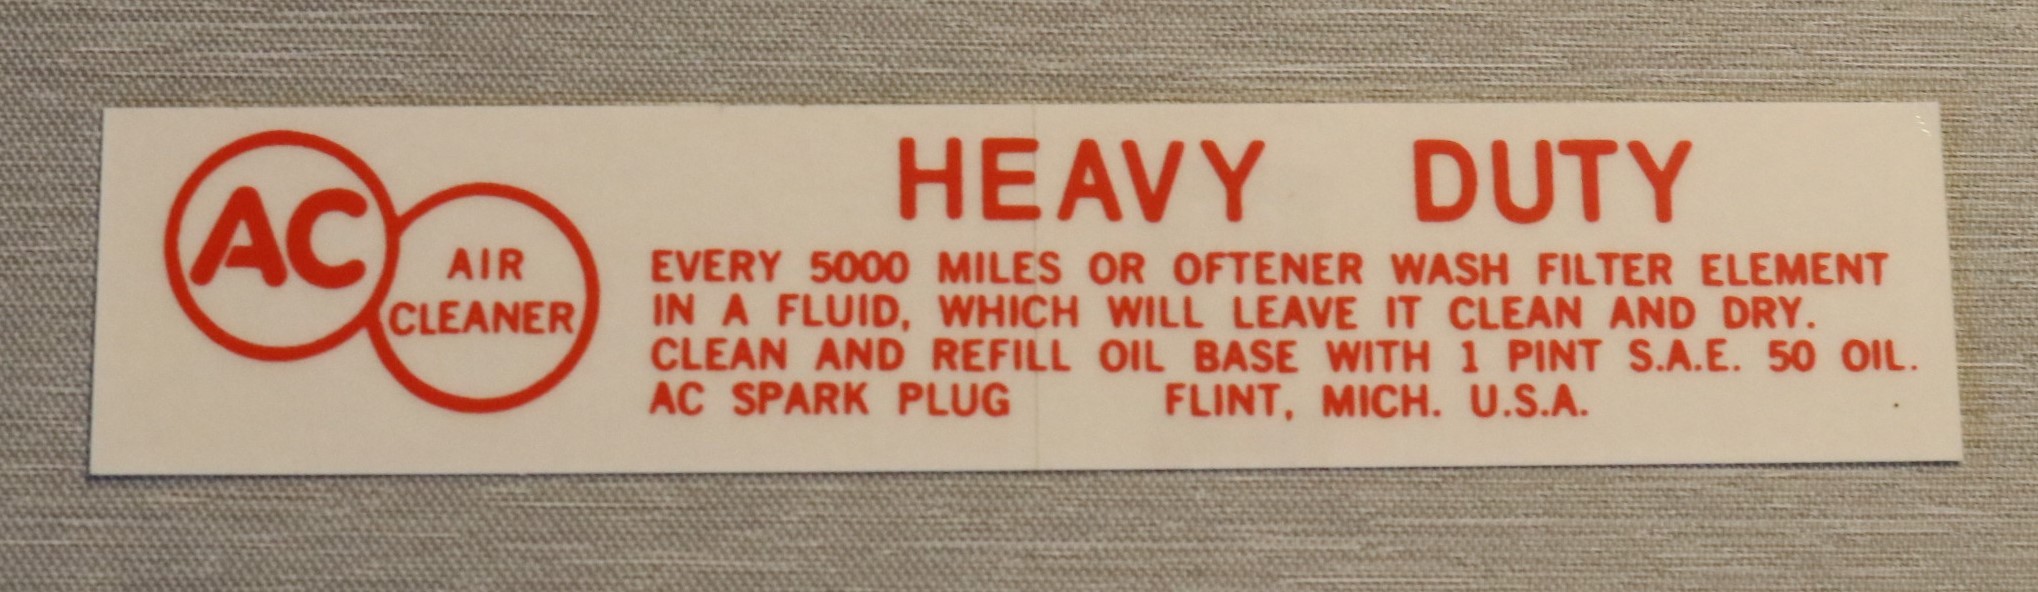 AC
AIR
CLEANER
HEAVY DUTY
EVERY 5000 MILES OR OFTENER WASH FILTER ELEMENT
IN A FLUID, WHICH WILL LEAVE IT CLEAN AND DRY.
CLEAN AND REFILL OIL BASE WITH 1 PINT S.A.E. 50 OIL.
AC SPARK PLUG FLINT, MICH. U.S.A.